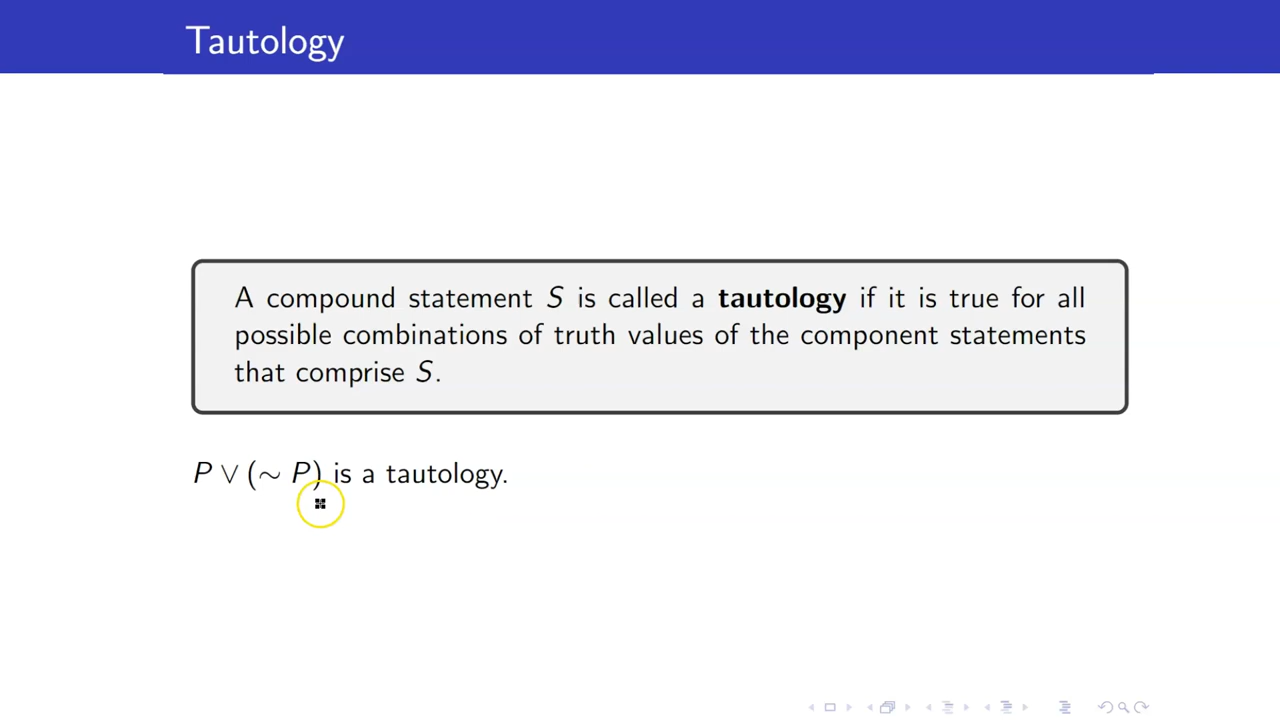 Tautology
A compound statement S is called a tautology if it is true for all
possible combinations of truth values of the component statements
that comprise S.
P ∨ (∼ P) is a tautology.